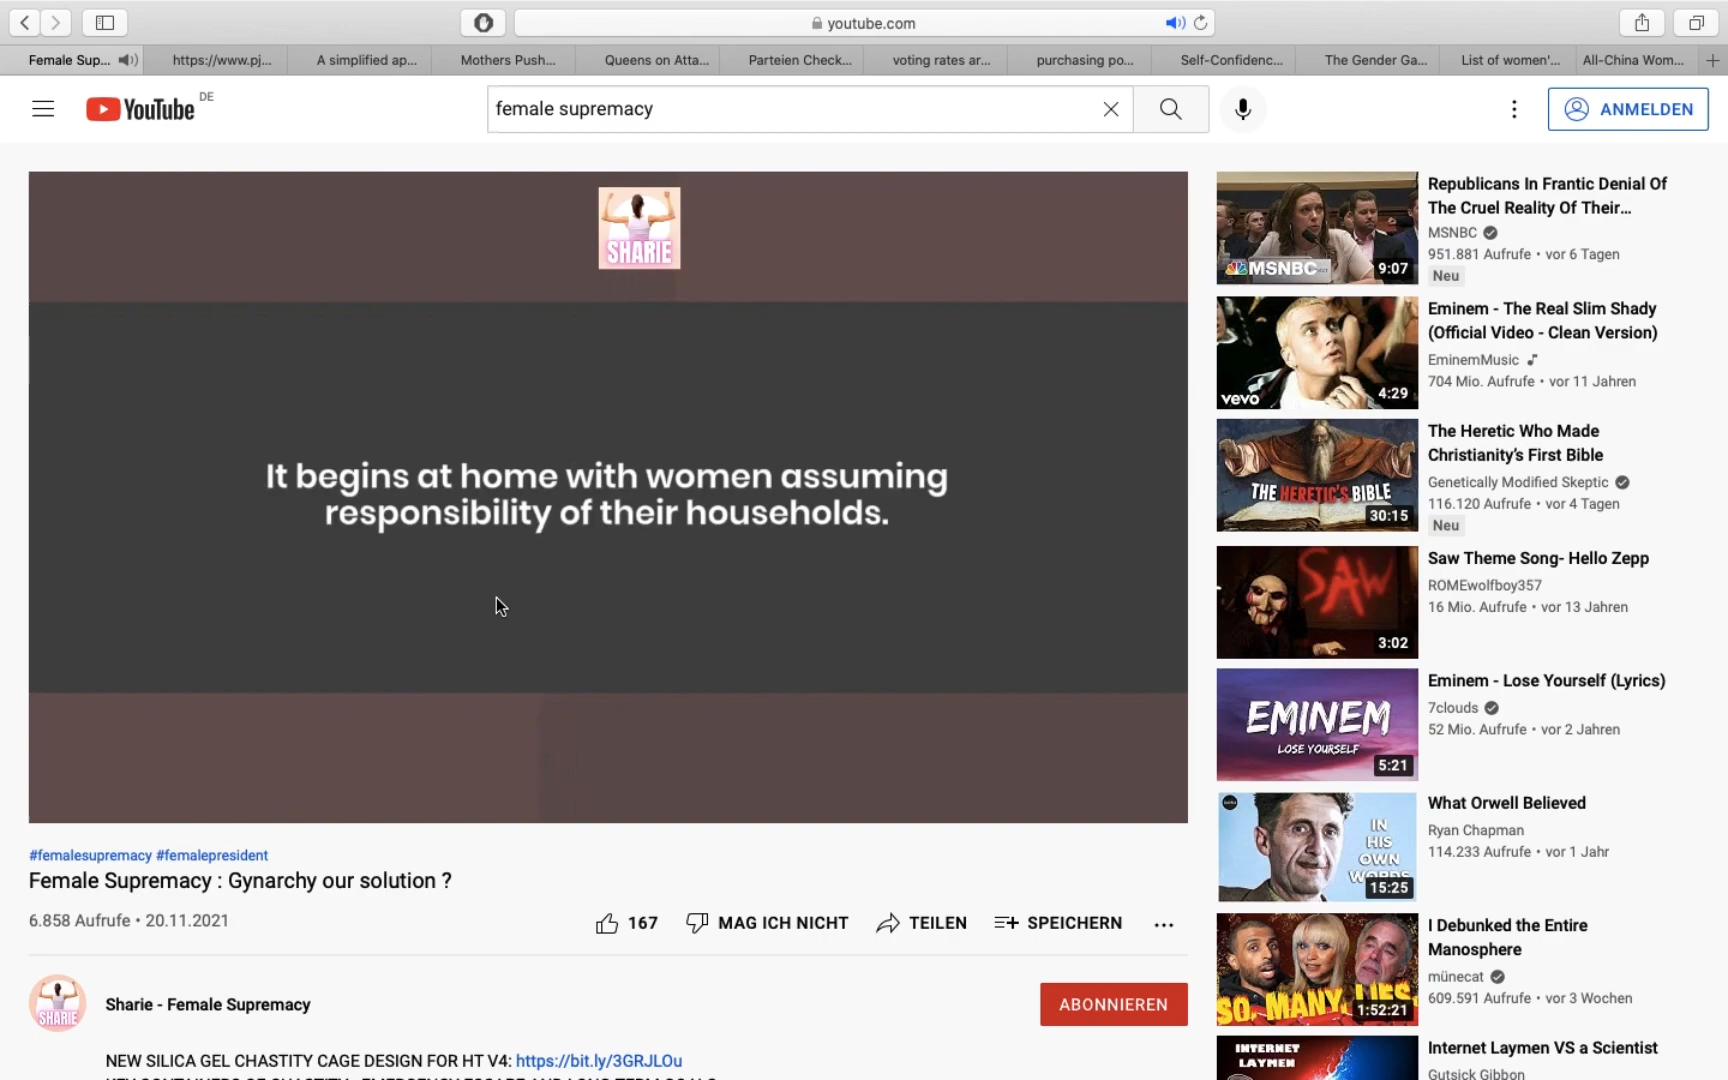 youtube.com
Female Sup...
https://www.pj...
A simplified ap...
Mothers Push...
Queens on Atta...
Parteien Check...
voting rates ar...
purchasing po...
Self-Confidenc...
The Gender Ga...
List of women'...
All-China Wom...
YouTube DE
female supremacy
ANMELDEN
SHARIE
It begins at home with women assuming
responsibility of their households.
#femalesupremacy #femalepresident
Female Supremacy : Gynarchy our solution ?
6.858 Aufrufe • 20.11.2021
167
MAG ICH NICHT
TEILEN
SPEICHERN
SHARIE
Sharie - Female Supremacy
ABONNIEREN
NEW SILICA GEL CHASTITY CAGE DESIGN FOR HT V4: https://bit.ly/3GRJLOu
MSNBC
9:07
Republicans In Frantic Denial Of
The Cruel Reality Of Their...
MSNBC
951.881 Aufrufe • vor 6 Tagen
Neu
vevo
4:29
Eminem - The Real Slim Shady
(Official Video - Clean Version)
EminemMusic
704 Mio. Aufrufe • vor 11 Jahren
THE HERETIC'S BIBLE
30:15
The Heretic Who Made
Christianity's First Bible
Genetically Modified Skeptic
116.120 Aufrufe • vor 4 Tagen
Neu
SAW
3:02
Saw Theme Song- Hello Zepp
ROMEwolfboy357
16 Mio. Aufrufe • vor 13 Jahren
EMINEM
LOSE YOURSELF
5:21
Eminem - Lose Yourself (Lyrics)
7clouds
52 Mio. Aufrufe • vor 2 Jahren
IN
HIS
OWN
WORDS
15:25
What Orwell Believed
Ryan Chapman
114.233 Aufrufe • vor 1 Jahr
SO. MANY. LIES.
1:52:21
I Debunked the Entire
Manosphere
münecat
609.591 Aufrufe • vor 3 Wochen
INTERNET
LAYMEN
Internet Laymen VS a Scientist
Gutsick Gibbon